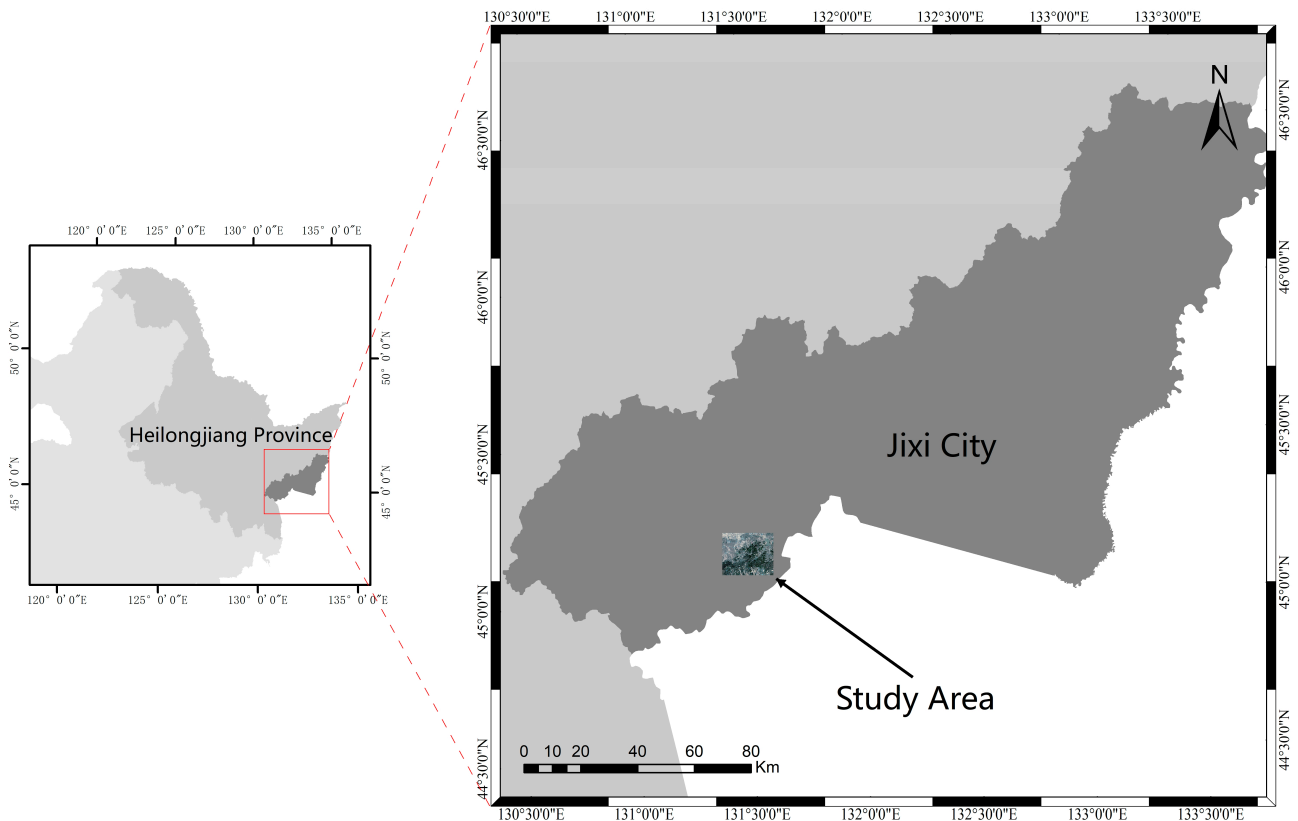 130°30'0"E 131°0'0"E 131°30'0"E 132°0'0"E 132°30'0"E 133°0'0"E 133°30'0"E
N
46°30'0"N 46°30'0"N
120° 0′0″E 125° 0′0″E 130° 0′0″E 135° 0′0″E
46°0'0"N 46°0'0"N
50° 0′0″N 50° 0′0″N
Heilongjiang Province
Jixi City
45°30'0"N 45°30'0"N
45° 0′0″N 45° 0′0″N
45°0'0"N 45°0'0"N
120° 0′0″E 125° 0′0″E 130° 0′0″E 135° 0′0″E
Study Area
44°30'0"N 44°30'0"N
0 10 20 40 60 80
Km
130°30'0"E 131°0'0"E 131°30'0"E 132°0'0"E 132°30'0"E 133°0'0"E 133°30'0"E